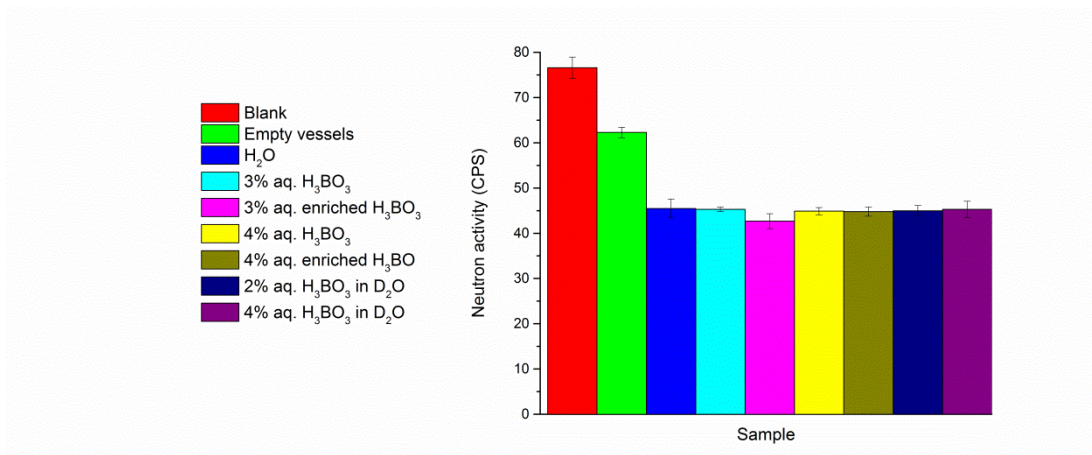 Blank
Empty vessels
H₂O
3% aq. H₃BO₃
3% aq. enriched H₃BO₃
4% aq. H₃BO₃
4% aq. enriched H₃BO
2% aq. H₃BO₃ in D₂O
4% aq. H₃BO₃ in D₂O
80
70
60
50
40
30
20
10
0
Neutron activity (CPS)
Sample